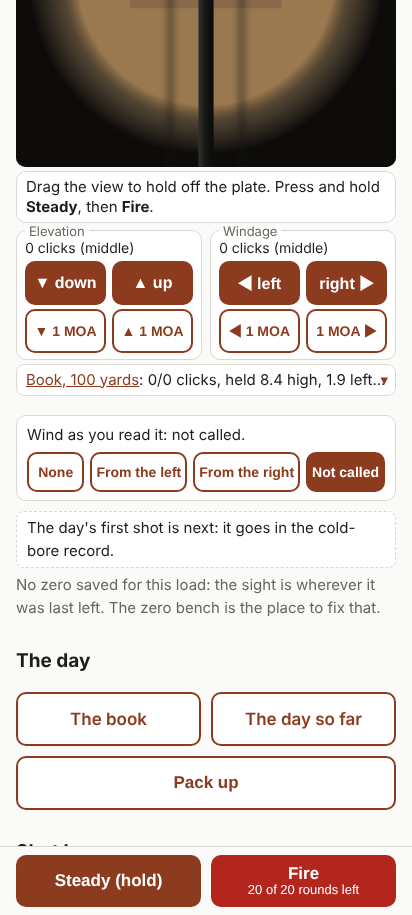 Drag the view to hold off the plate. Press and hold
Steady, then Fire.
Elevation
0 clicks (middle)
▼ down
▲ up
▼ 1 MOA
▲ 1 MOA
Windage
0 clicks (middle)
◀ left
right ▶
◀ 1 MOA
1 MOA ▶
Book, 100 yards: 0/0 clicks, held 8.4 high, 1.9 left..▾
Wind as you read it: not called.
None
From the left
From the right
Not called
The day's first shot is next: it goes in the cold-
bore record.
No zero saved for this load: the sight is wherever it
was last left. The zero bench is the place to fix that.
The day
The book
The day so far
Pack up
Steady (hold)
Fire
20 of 20 rounds left